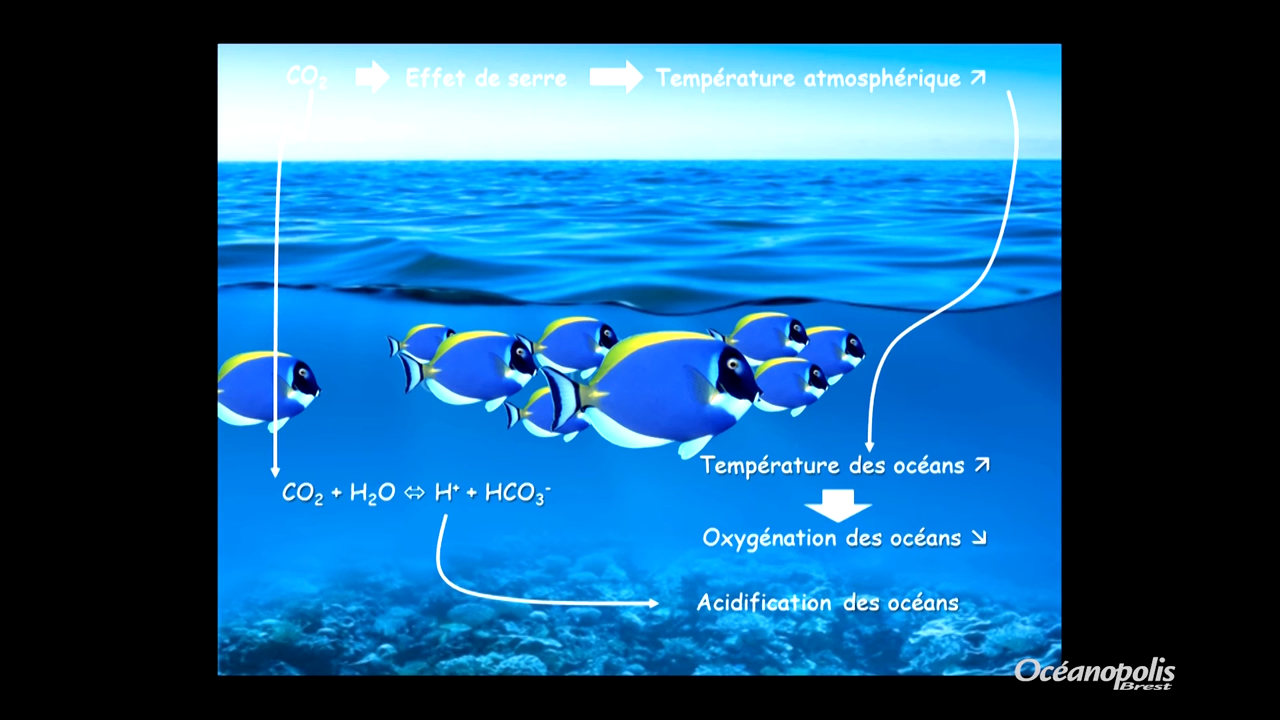 CO₂ Effet de serre Température atmosphérique ↗
Température des océans ↗
CO₂ + H₂O ⇔ H⁺ + HCO₃⁻
Oxygénation des océans ↘
Acidification des océans
Océanopolis
Brest